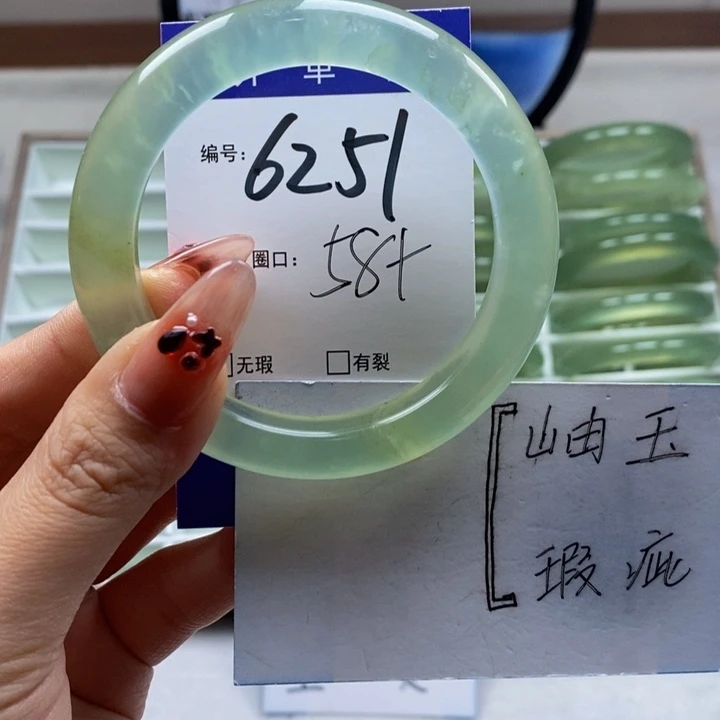 编号: 6251
圈口: 58+
无瑕 有裂
岫玉
瑕疵